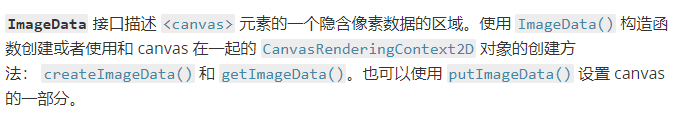 ImageData 接口描述 <canvas> 元素的一个隐含像素数据的区域。使用 ImageData() 构造函
数创建或者使用和 canvas 在一起的 CanvasRenderingContext2D 对象的创建方
法： createImageData() 和 getImageData()。也可以使用 putImageData() 设置 canvas
的一部分。